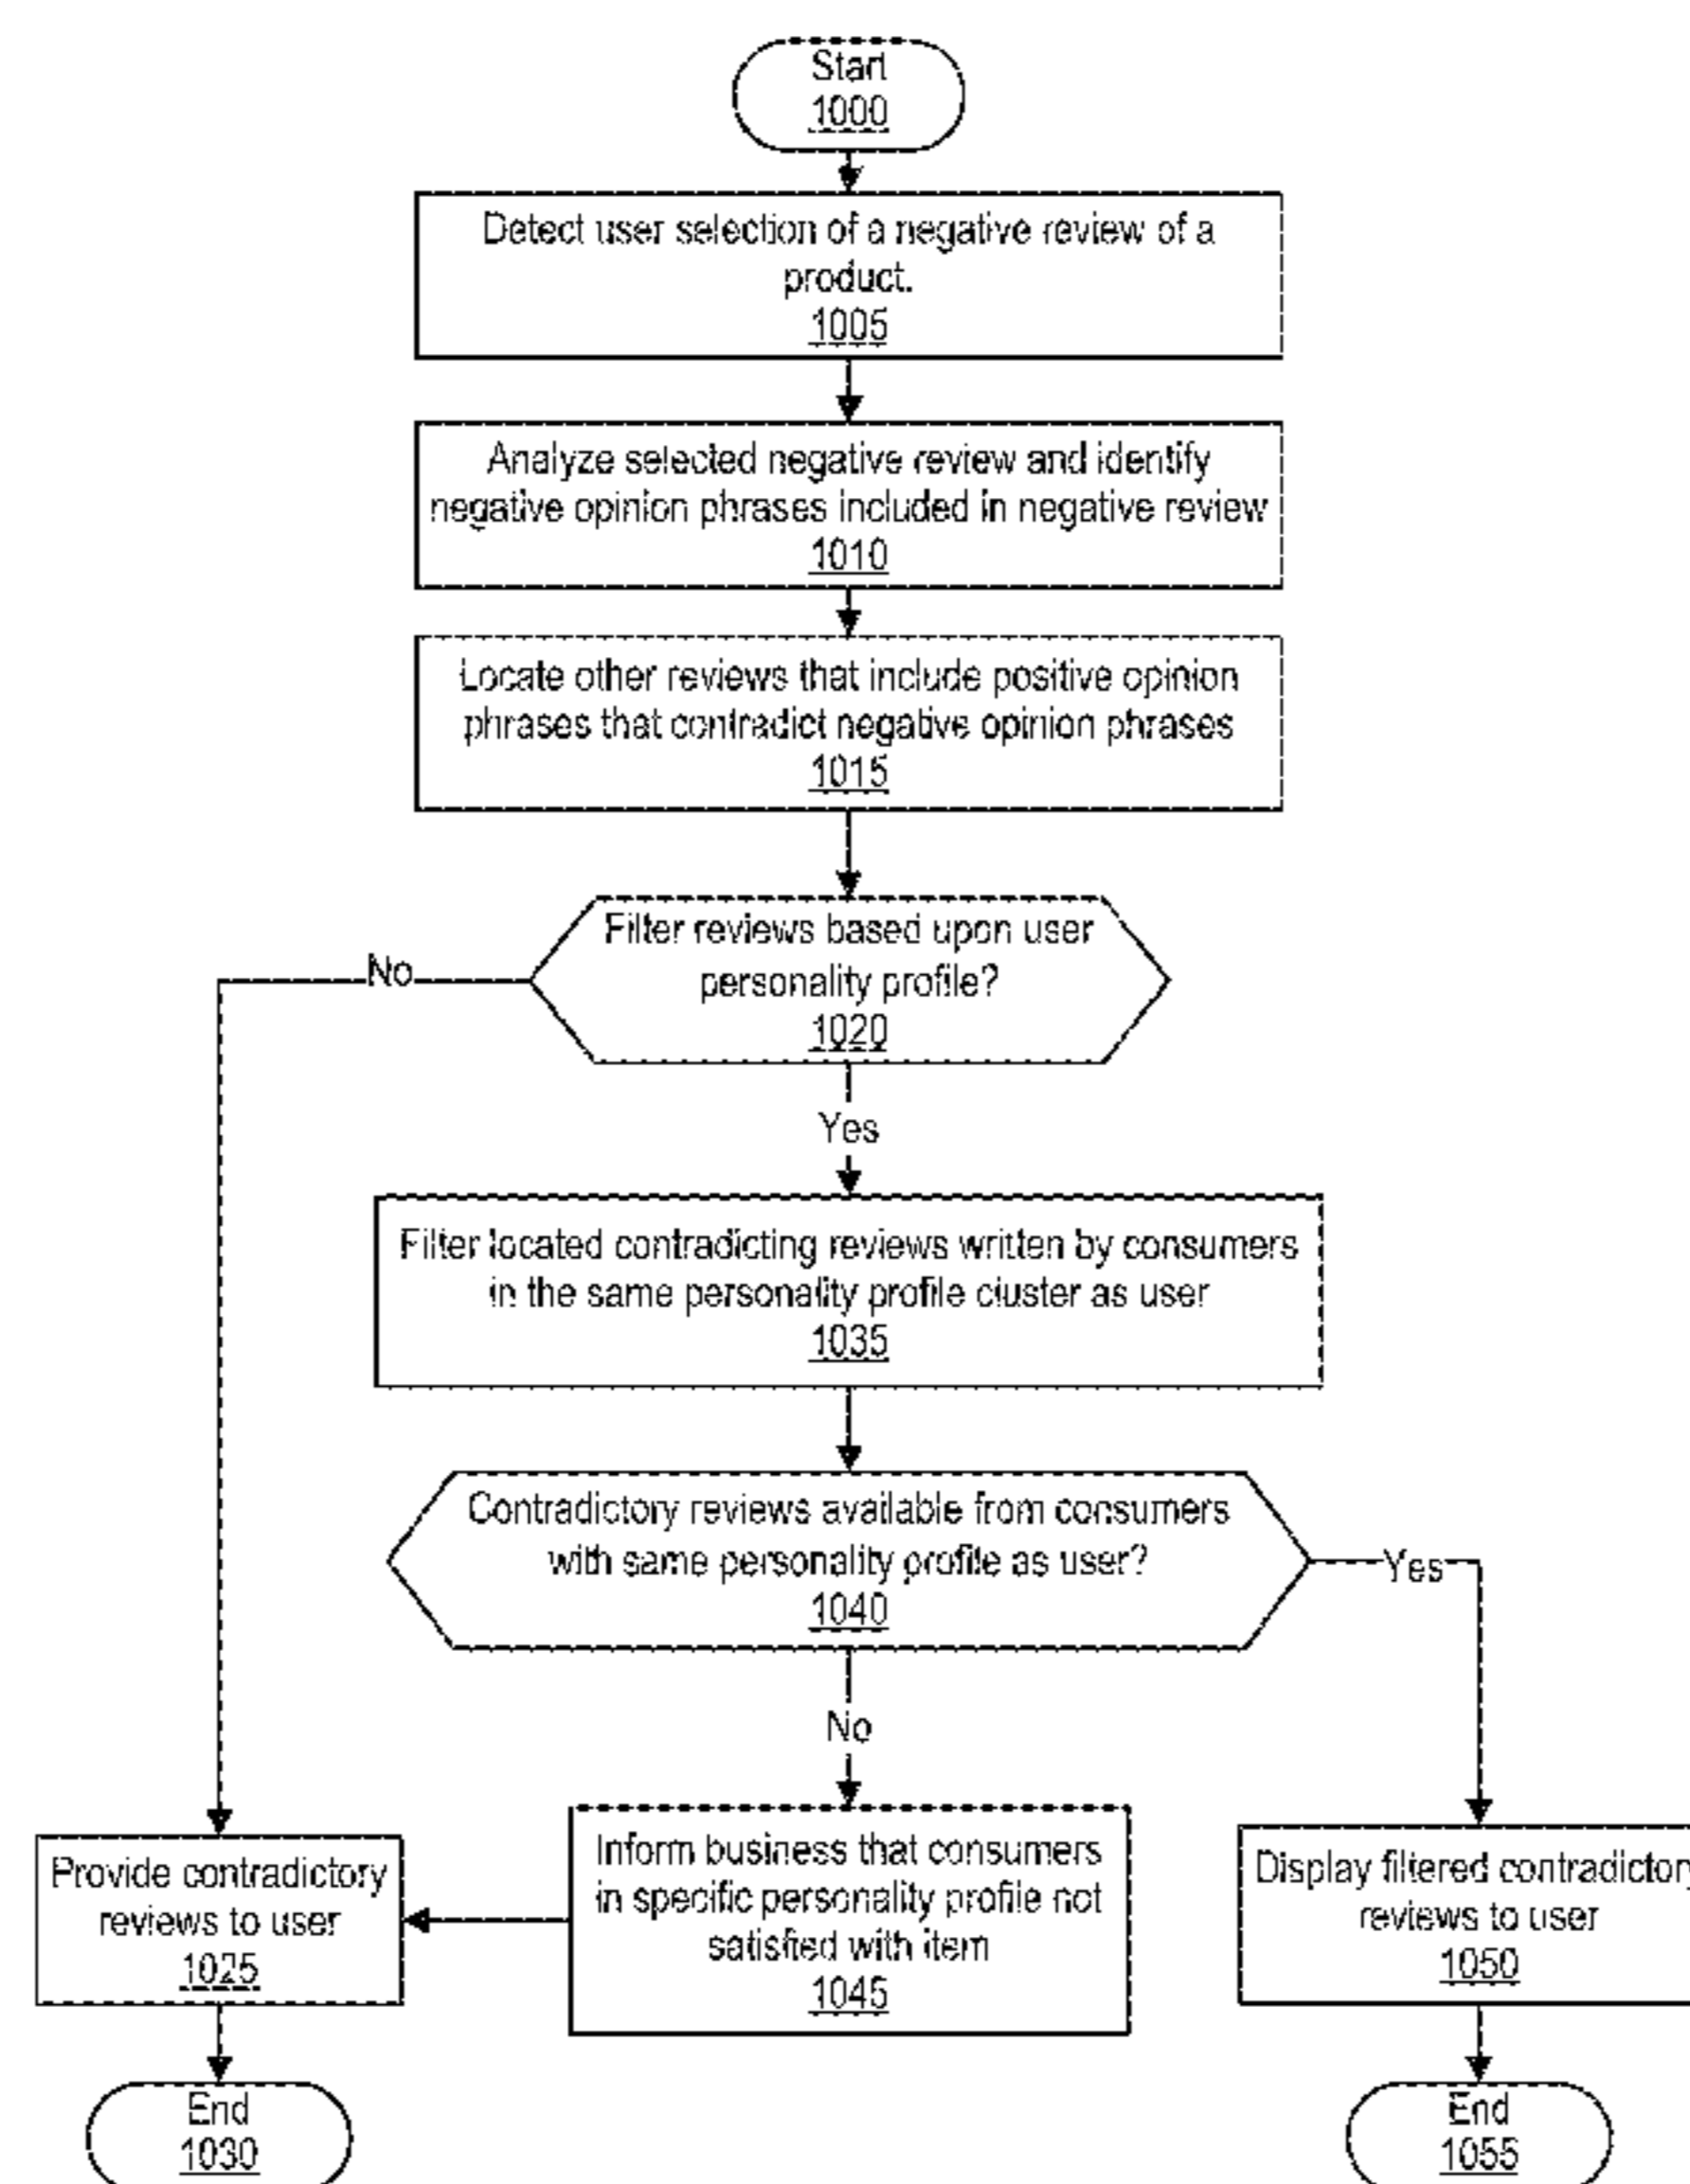 Start
1000
Detect user selection of a negative review of a
product.
1005
Analyze selected negative review and identify
negative opinion phrases included in negative review
1010
Locate other reviews that include positive opinion
phrases that contradict negative opinion phrases
1015
Filter reviews based upon user
personality profile?
1020
No
Yes
Filter located contradicting reviews written by consumers
in the same personality profile cluster as user
1035
Contradictory reviews available from consumers
with same personality profile as user?
1040
Yes
No
Provide contradictory
reviews to user
1025
Inform business that consumers
in specific personality profile not
satisfied with item
1045
Display filtered contradictory
reviews to user
1050
End
1030
End
1055